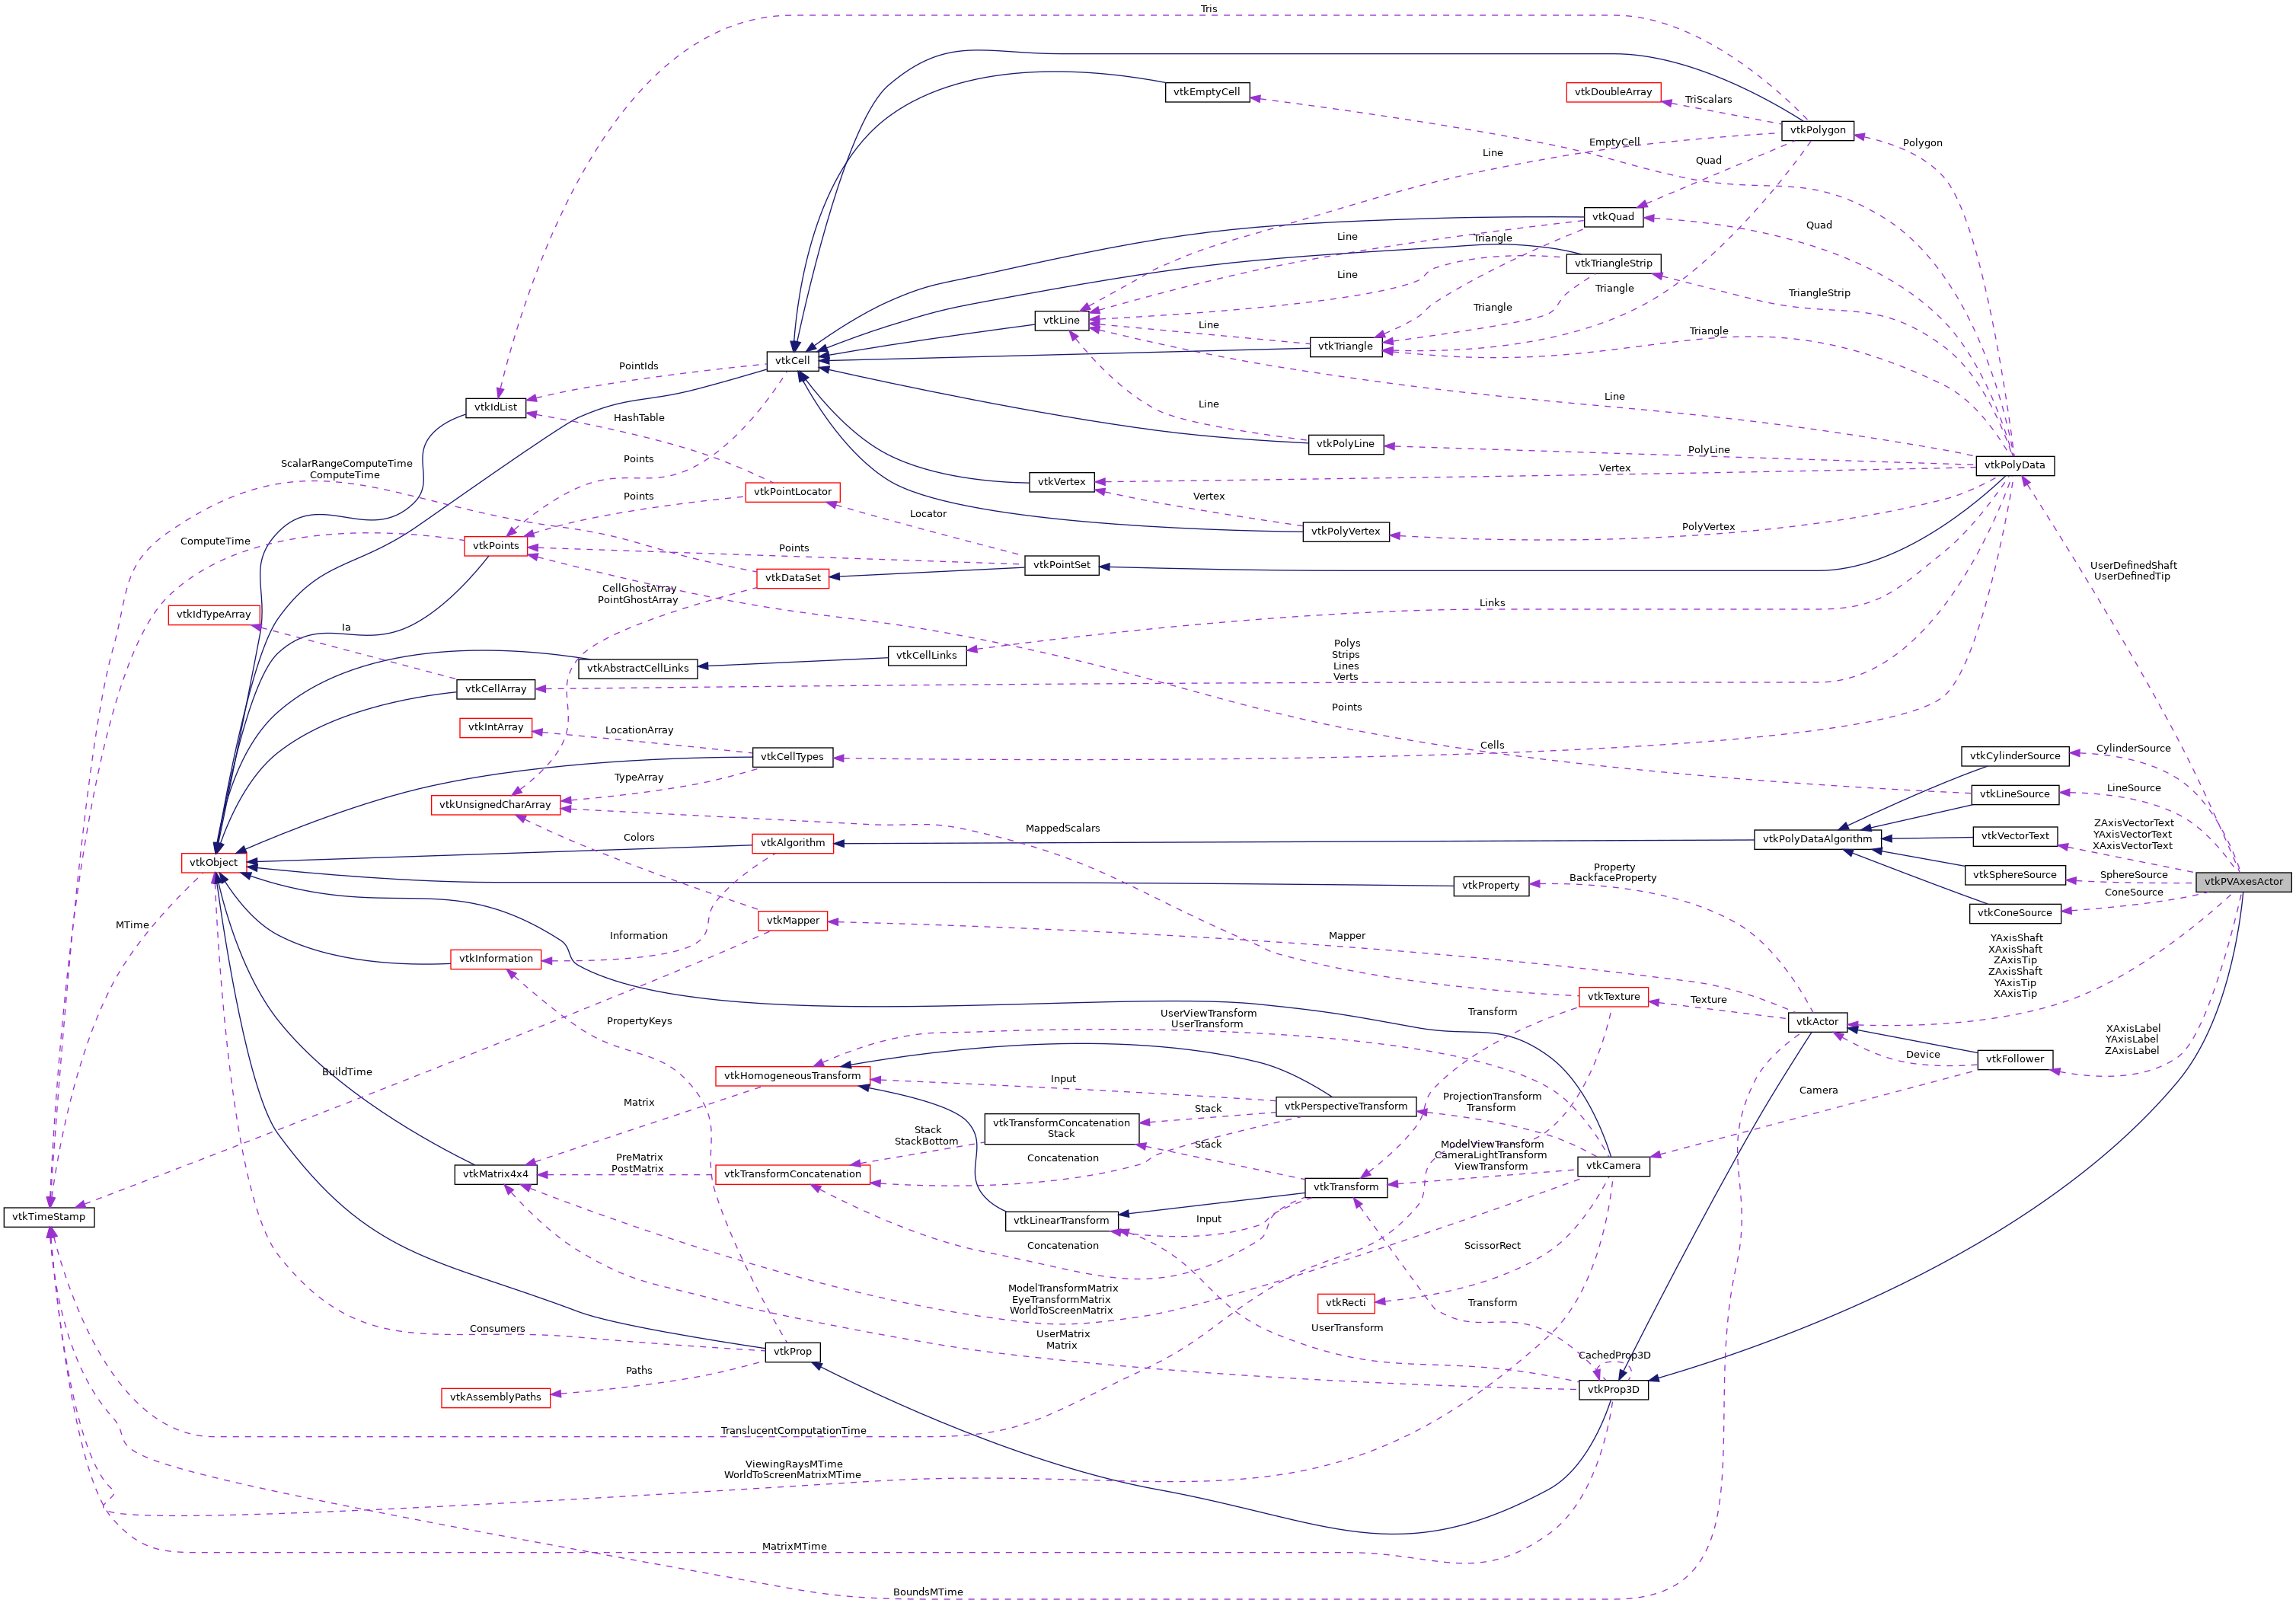 Tris
vtkEmptyCell
vtkDoubleArray
TriScalars
vtkPolygon
EmptyCell
Polygon
Line
Quad
vtkQuad
Quad
Line
Triangle
vtkTriangleStrip
Line
Triangle
TriangleStrip
Triangle
vtkLine
Line
Triangle
vtkTriangle
vtkCell
PointIds
Line
vtkIdList
Line
HashTable
vtkPolyLine
PolyLine
ScalarRangeComputeTime
ComputeTime
Points
vtkPolyData
Vertex
vtkVertex
vtkPointLocator
Points
Vertex
Locator
PolyVertex
vtkPolyVertex
ComputeTime
vtkPoints
Points
vtkPointSet
UserDefinedShaft
UserDefinedTip
vtkDataSet
CellGhostArray
PointGhostArray
Links
vtkIdTypeArray
Ia
Polys
Strips
Lines
Verts
vtkCellLinks
vtkAbstractCellLinks
vtkCellArray
Points
vtkIntArray
LocationArray
Cells
CylinderSource
vtkCylinderSource
vtkCellTypes
TypeArray
LineSource
vtkLineSource
vtkUnsignedCharArray
MappedScalars
ZAxisVectorText
YAxisVectorText
XAxisVectorText
vtkVectorText
Colors
vtkAlgorithm
vtkPolyDataAlgorithm
vtkObject
Property
BackfaceProperty
vtkSphereSource
SphereSource
vtkPVAxesActor
vtkProperty
ConeSource
vtkConeSource
MTime
vtkMapper
Information
Mapper
YAxisShaft
XAxisShaft
ZAxisTip
ZAxisShaft
YAxisTip
XAxisTip
vtkInformation
vtkTexture
Texture
Transform
UserViewTransform
UserTransform
PropertyKeys
vtkActor
XAxisLabel
YAxisLabel
ZAxisLabel
Device
vtkFollower
BuildTime
vtkHomogeneousTransform
Input
Camera
Matrix
Stack
vtkPerspectiveTransform
ProjectionTransform
Transform
vtkTransformConcatenation
Stack
Stack
StackBottom
Stack
ModelViewTransform
CameraLightTransform
ViewTransform
PreMatrix
PostMatrix
Concatenation
vtkCamera
vtkMatrix4x4
vtkTransformConcatenation
vtkTransform
vtkTimeStamp
vtkLinearTransform
Input
Concatenation
ScissorRect
ModelTransformMatrix
EyeTransformMatrix
WorldToScreenMatrix
vtkRecti
Transform
Consumers
UserMatrix
Matrix
UserTransform
vtkProp
CachedProp3D
Paths
vtkProp3D
vtkAssemblyPaths
TranslucentComputationTime
ViewingRaysMTime
WorldToScreenMatrixMTime
MatrixMTime
BoundsMTime